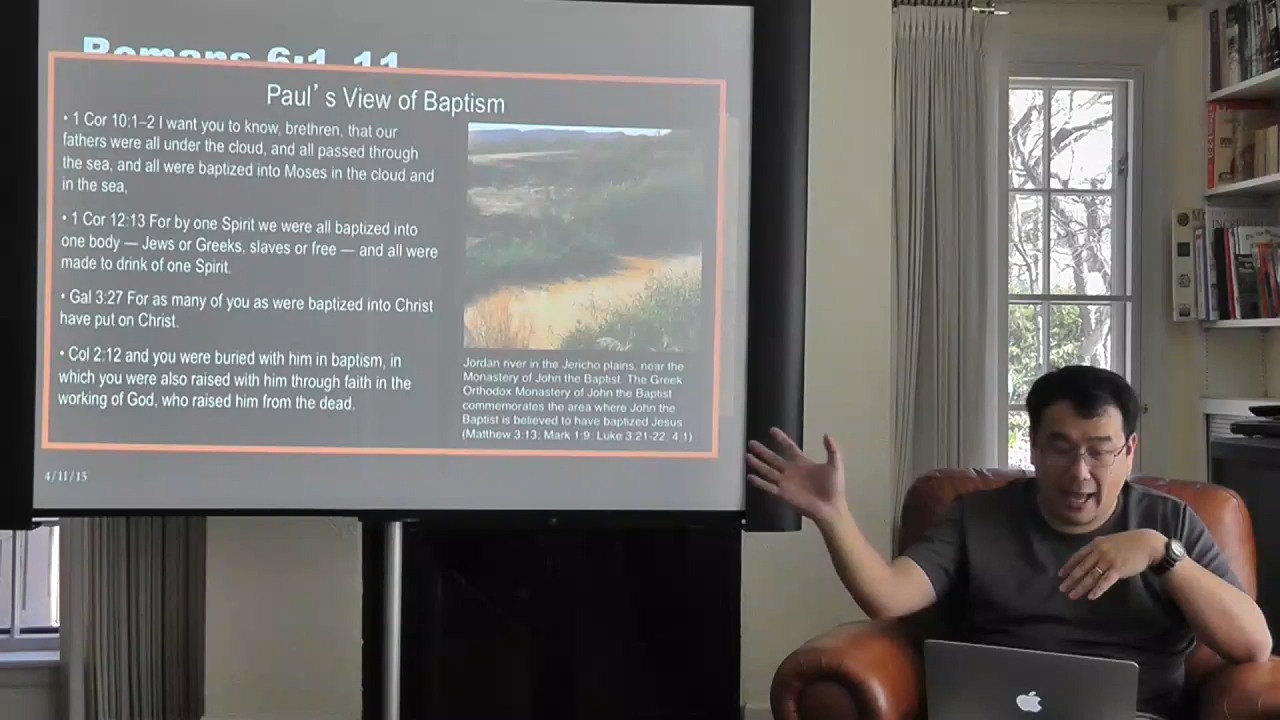 Romans 6:1-11
Paul's View of Baptism
• 1 Cor 10:1–2 I want you to know, brethren, that our
fathers were all under the cloud, and all passed through
the sea, and all were baptized into Moses in the cloud and
in the sea,
• 1 Cor 12:13 For by one Spirit we were all baptized into
one body — Jews or Greeks, slaves or free — and all were
made to drink of one Spirit.
• Gal 3:27 For as many of you as were baptized into Christ
have put on Christ.
• Col 2:12 and you were buried with him in baptism, in
which you were also raised with him through faith in the
working of God, who raised him from the dead.
Jordan river in the Jericho plains, near the
Monastery of John the Baptist. The Greek
Orthodox Monastery of John the Baptist
commemorates the area where John the
Baptist is believed to have baptized Jesus
(Matthew 3:13; Mark 1:9; Luke 3:21-22; 4:1)
4/11/15